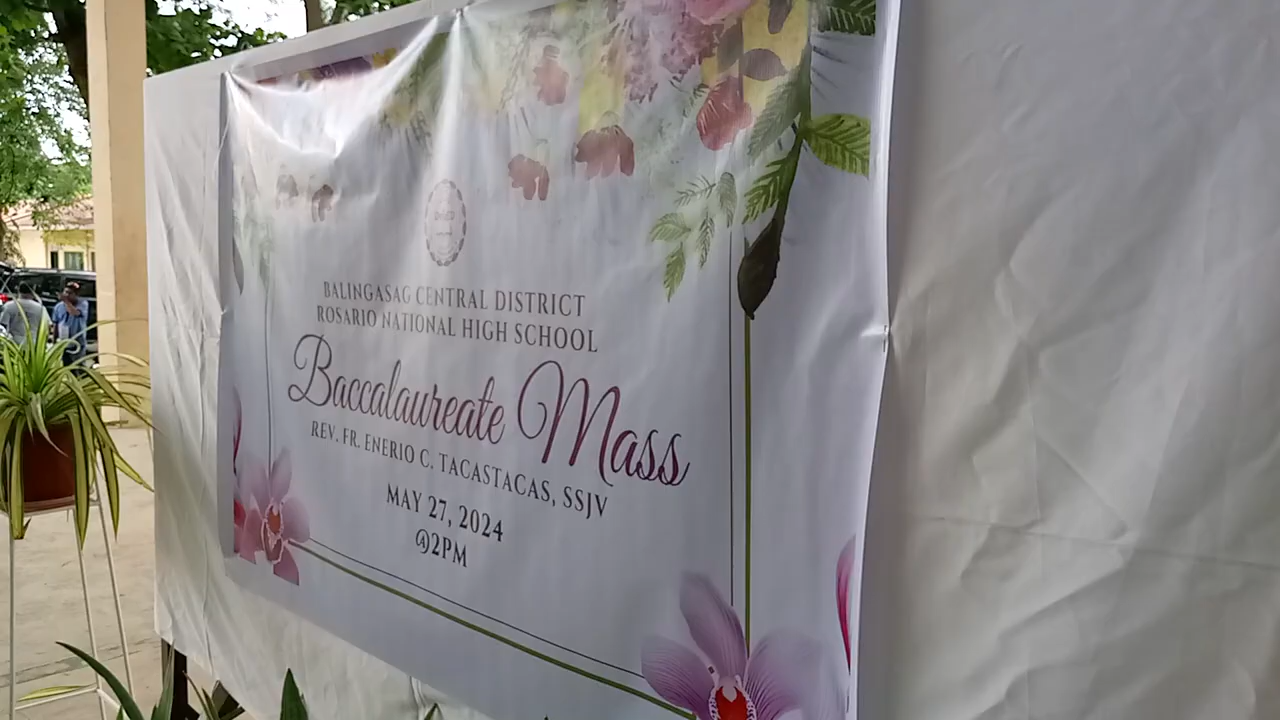 BALINGASAG CENTRAL DISTRICT
ROSARIO NATIONAL HIGH SCHOOL
Baccalaureate Mass
REV. FR. ENERIO C. TACASTACAS, SSJV
MAY 27, 2024
@2PM